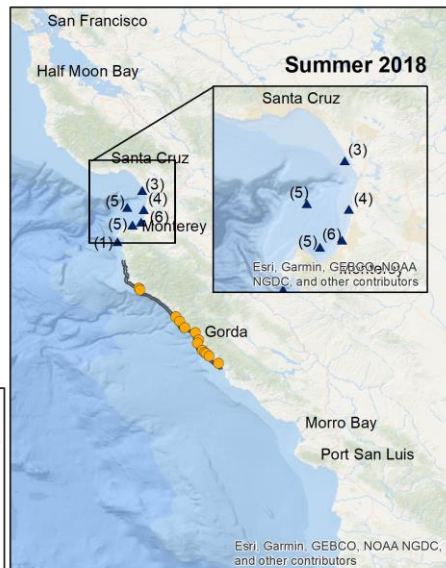 San Francisco
Half Moon Bay
Summer 2018
Santa Cruz
(3)
(5)
(4)
(5)
(6)
Monterey
Esri, Garmin, GEBCO, NOAA
NGDC, and other contributors
Santa Cruz
(3)
(5)
(4)
(6)
(5)
Monterey
(1)
Gorda
Morro Bay
Port San Luis
Esri, Garmin, GEBCO, NOAA NGDC,
and other contributors